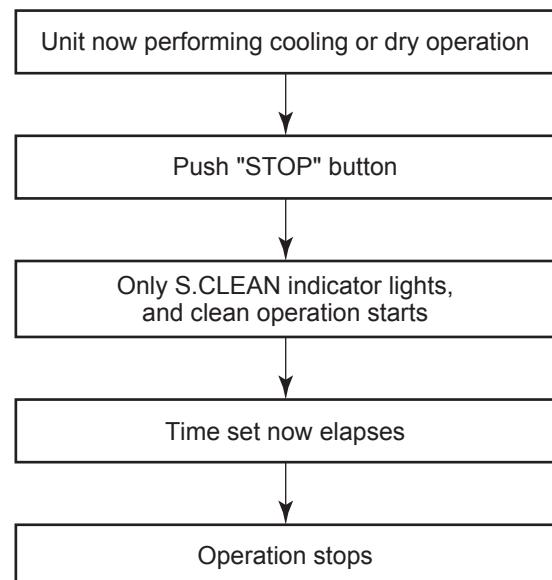 Unit now performing cooling or dry operation
Push "STOP" button
Only S.CLEAN indicator lights,
and clean operation starts
Time set now elapses
Operation stops